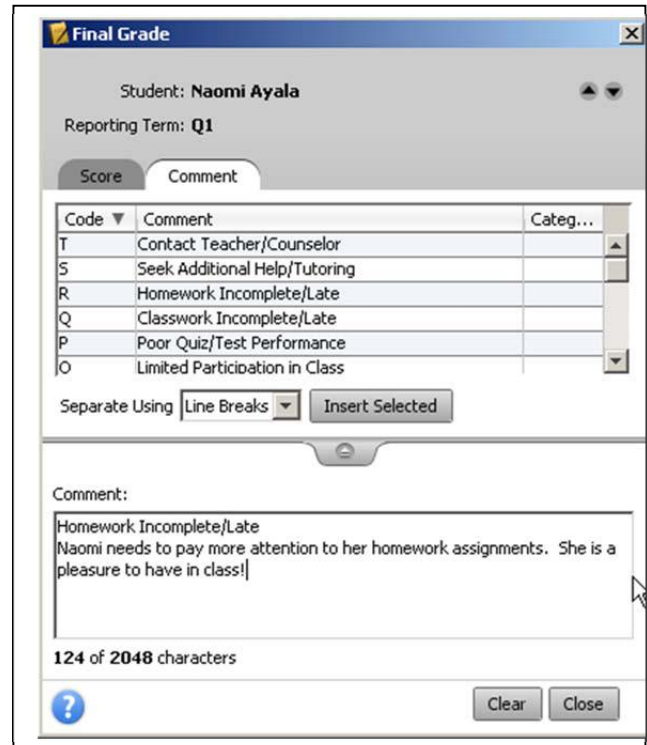 Final Grade
Student: Naomi Ayala
Reporting Term: Q1
Score Comment
Code Comment Categ...
T Contact Teacher/Counselor
S Seek Additional Help/Tutoring
R Homework Incomplete/Late
Q Classwork Incomplete/Late
P Poor Quiz/Test Performance
O Limited Participation in Class
Separate Using Line Breaks Insert Selected
Comment:
Homework Incomplete/Late
Naomi needs to pay more attention to her homework assignments. She is a
pleasure to have in class!
124 of 2048 characters
? Clear Close